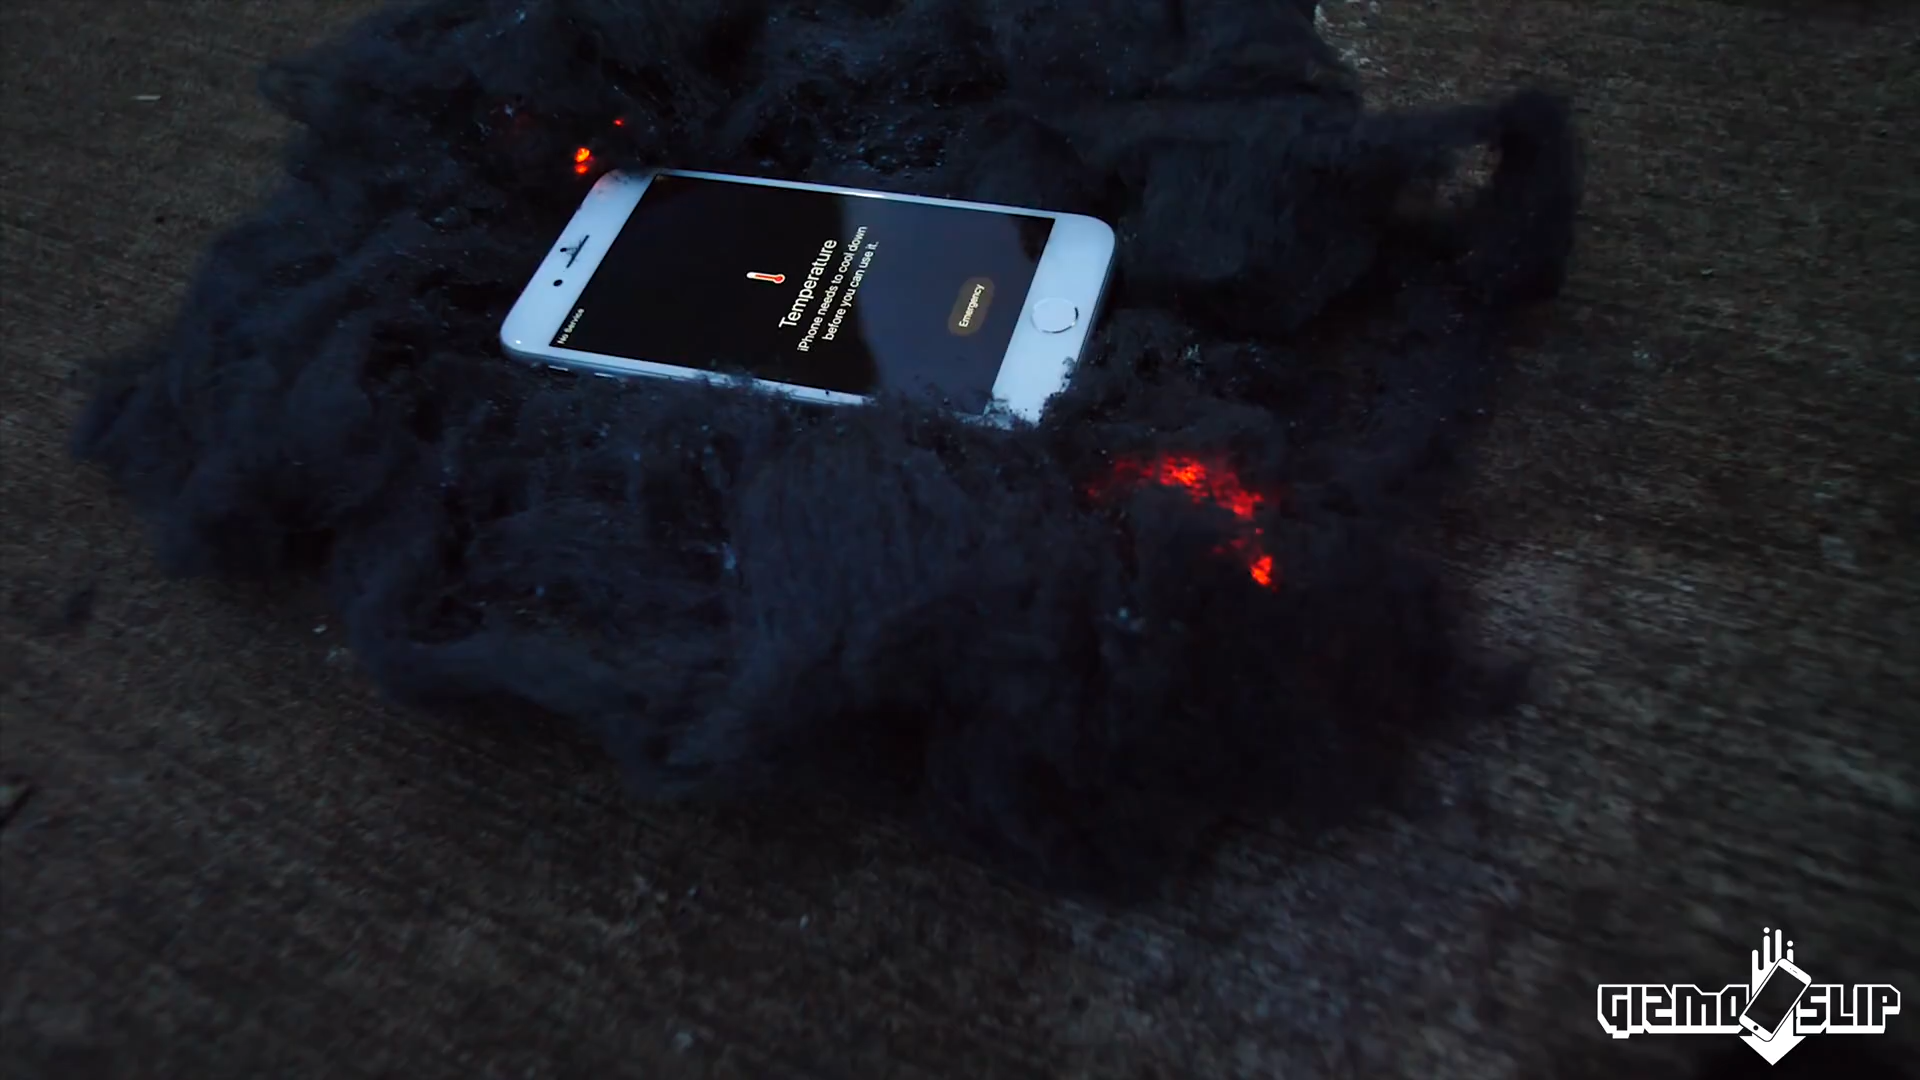 No Service
Temperature
iPhone needs to cool down
before you can use it.
Emergency
GIZMO SLIP